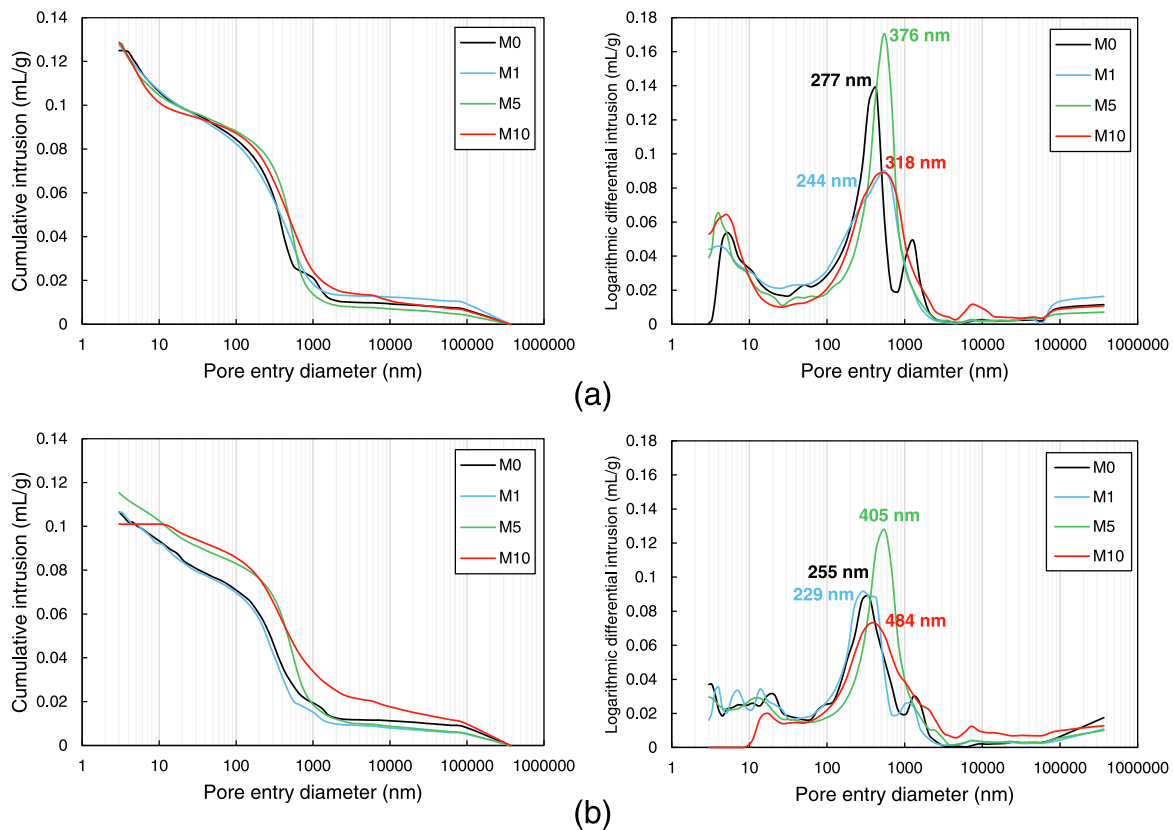 0.14
0.12
0.1
0.08
0.06
0.04
0.02
0
Cumulative intrusion (mL/g)
1 10 100 1000 10000 100000 1000000
Pore entry diameter (nm)
M0
M1
M5
M10
0.18
0.16
0.14
0.12
0.1
0.08
0.06
0.04
0.02
0
Logarithmic differential intrusion (mL/g)
1 10 100 1000 10000 100000 1000000
Pore entry diameter (nm)
376 nm
277 nm
318 nm
244 nm
M0
M1
M5
M10
(a)
0.14
0.12
0.1
0.08
0.06
0.04
0.02
0
Cumulative intrusion (mL/g)
1 10 100 1000 10000 100000 1000000
Pore entry diameter (nm)
M0
M1
M5
M10
0.18
0.16
0.14
0.12
0.1
0.08
0.06
0.04
0.02
0
Logarithmic differential intrusion (mL/g)
1 10 100 1000 10000 100000 1000000
Pore entry diamter (nm)
405 nm
255 nm
229 nm
484 nm
M0
M1
M5
M10
(b)